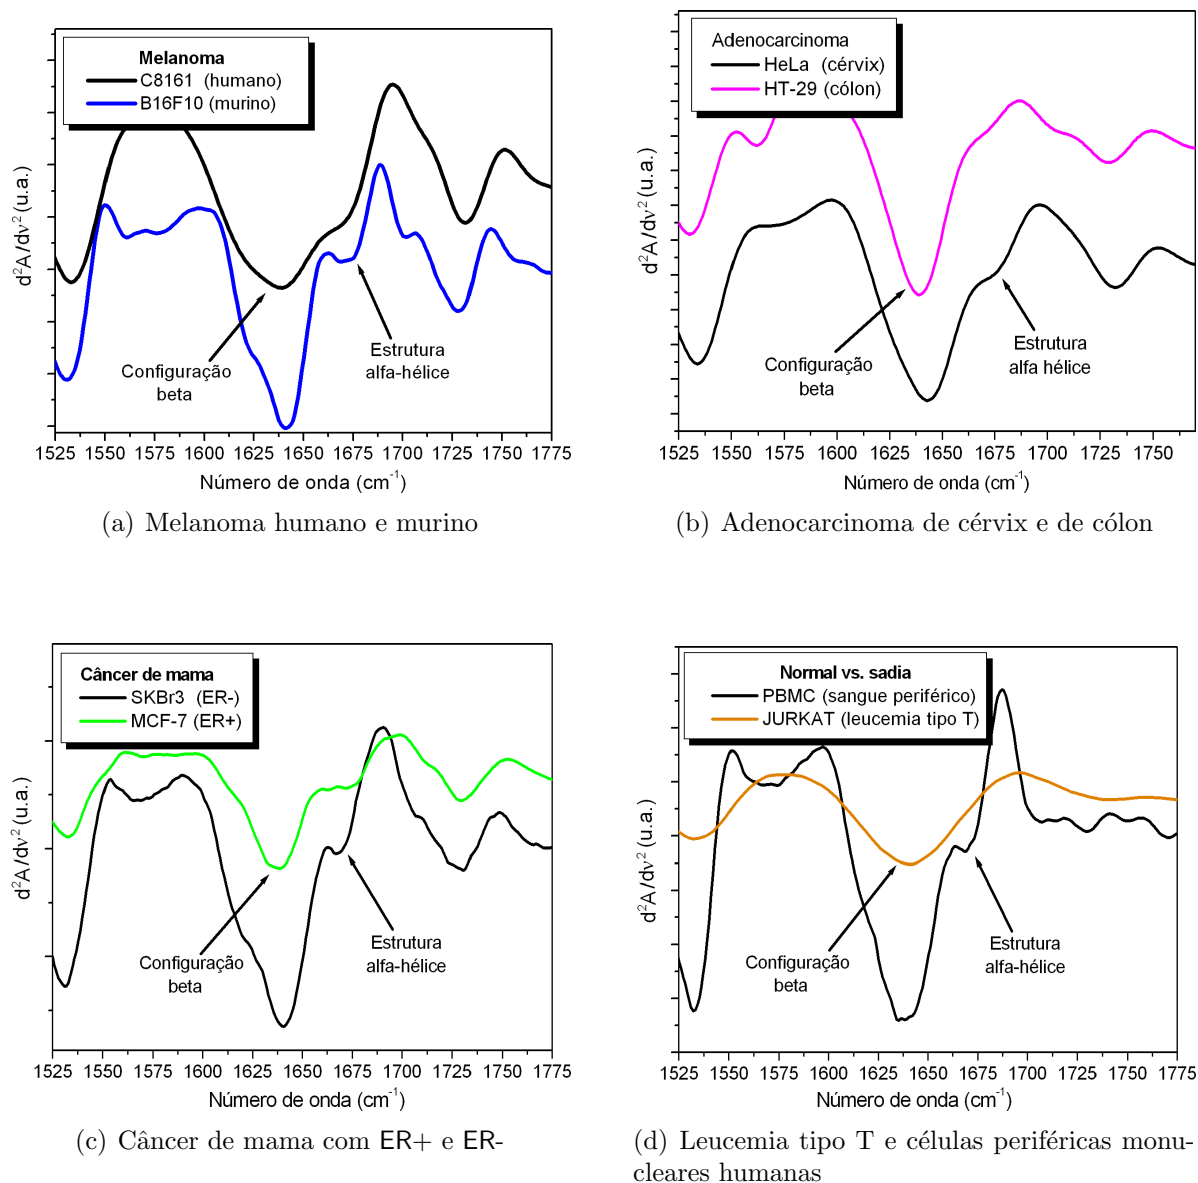 Melanoma
C8161 (humano)
B16F10 (murino)
d²A/dν² (u.a.)
Configuração
beta
Estrutura
alfa-hélice
1525 1550 1575 1600 1625 1650 1675 1700 1725 1750 1775
Número de onda (cm⁻¹)
(a) Melanoma humano e murino
Adenocarcinoma
HeLa (cérvix)
HT-29 (cólon)
d²A/dν² (u.a.)
Configuração
beta
Estrutura
alfa hélice
1525 1550 1575 1600 1625 1650 1675 1700 1725 1750
Número de onda (cm⁻¹)
(b) Adenocarcinoma de cérvix e de cólon
Câncer de mama
SKBr3 (ER-)
MCF-7 (ER+)
d²A/dν² (u.a.)
Configuração
beta
Estrutura
alfa-hélice
1525 1550 1575 1600 1625 1650 1675 1700 1725 1750 1775
Número de onda (cm⁻¹)
(c) Câncer de mama com ER+ e ER-
Normal vs. sadia
PBMC (sangue periférico)
JURKAT (leucemia tipo T)
d²A/dν² (u.a.)
Configuração
beta
Estrutura
alfa-hélice
1525 1550 1575 1600 1625 1650 1675 1700 1725 1750 1775
Número de onda (cm⁻¹)
(d) Leucemia tipo T e células periféricas monu-
cleares humanas